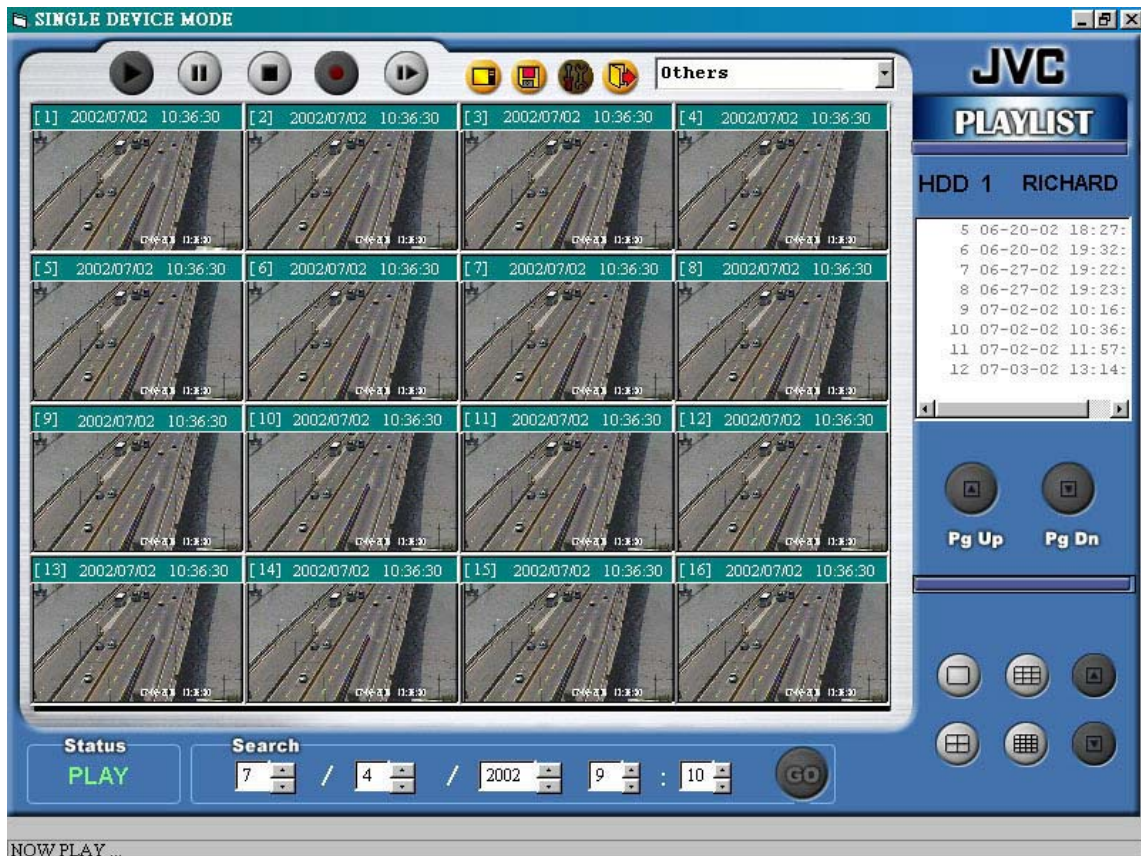 SINGLE DEVICE MODE
Others
JVC
PLAYLIST
HDD 1 RICHARD
[1] 2002/07/02 10:36:30
[2] 2002/07/02 10:36:30
[3] 2002/07/02 10:36:30
[4] 2002/07/02 10:36:30
[5] 2002/07/02 10:36:30
[6] 2002/07/02 10:36:30
[7] 2002/07/02 10:36:30
[8] 2002/07/02 10:36:30
[9] 2002/07/02 10:36:30
[10] 2002/07/02 10:36:30
[11] 2002/07/02 10:36:30
[12] 2002/07/02 10:36:30
[13] 2002/07/02 10:36:30
[14] 2002/07/02 10:36:30
[15] 2002/07/02 10:36:30
[16] 2002/07/02 10:36:30
5 06-20-02 18:27:
6 06-20-02 19:32:
7 06-27-02 19:22:
8 06-27-02 19:23:
9 07-02-02 10:16:
10 07-02-02 10:36:
11 07-02-02 11:57:
12 07-03-02 13:14:
Pg Up Pg Dn
Status
PLAY
Search
7 / 4 / 2002 9 : 10
GO
NOW PLAY ...